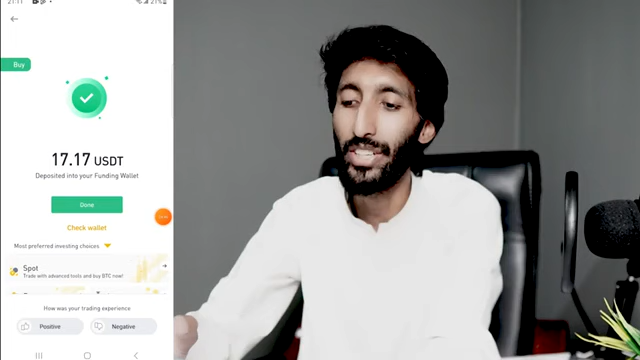 21:11
21%
Buy
17.17 USDT
Deposited into your Funding Wallet
Done
Check wallet
Most preferred investing choices
Spot
Trade with advanced tools and buy BTC now!
How was your trading experience
Positive
Negative